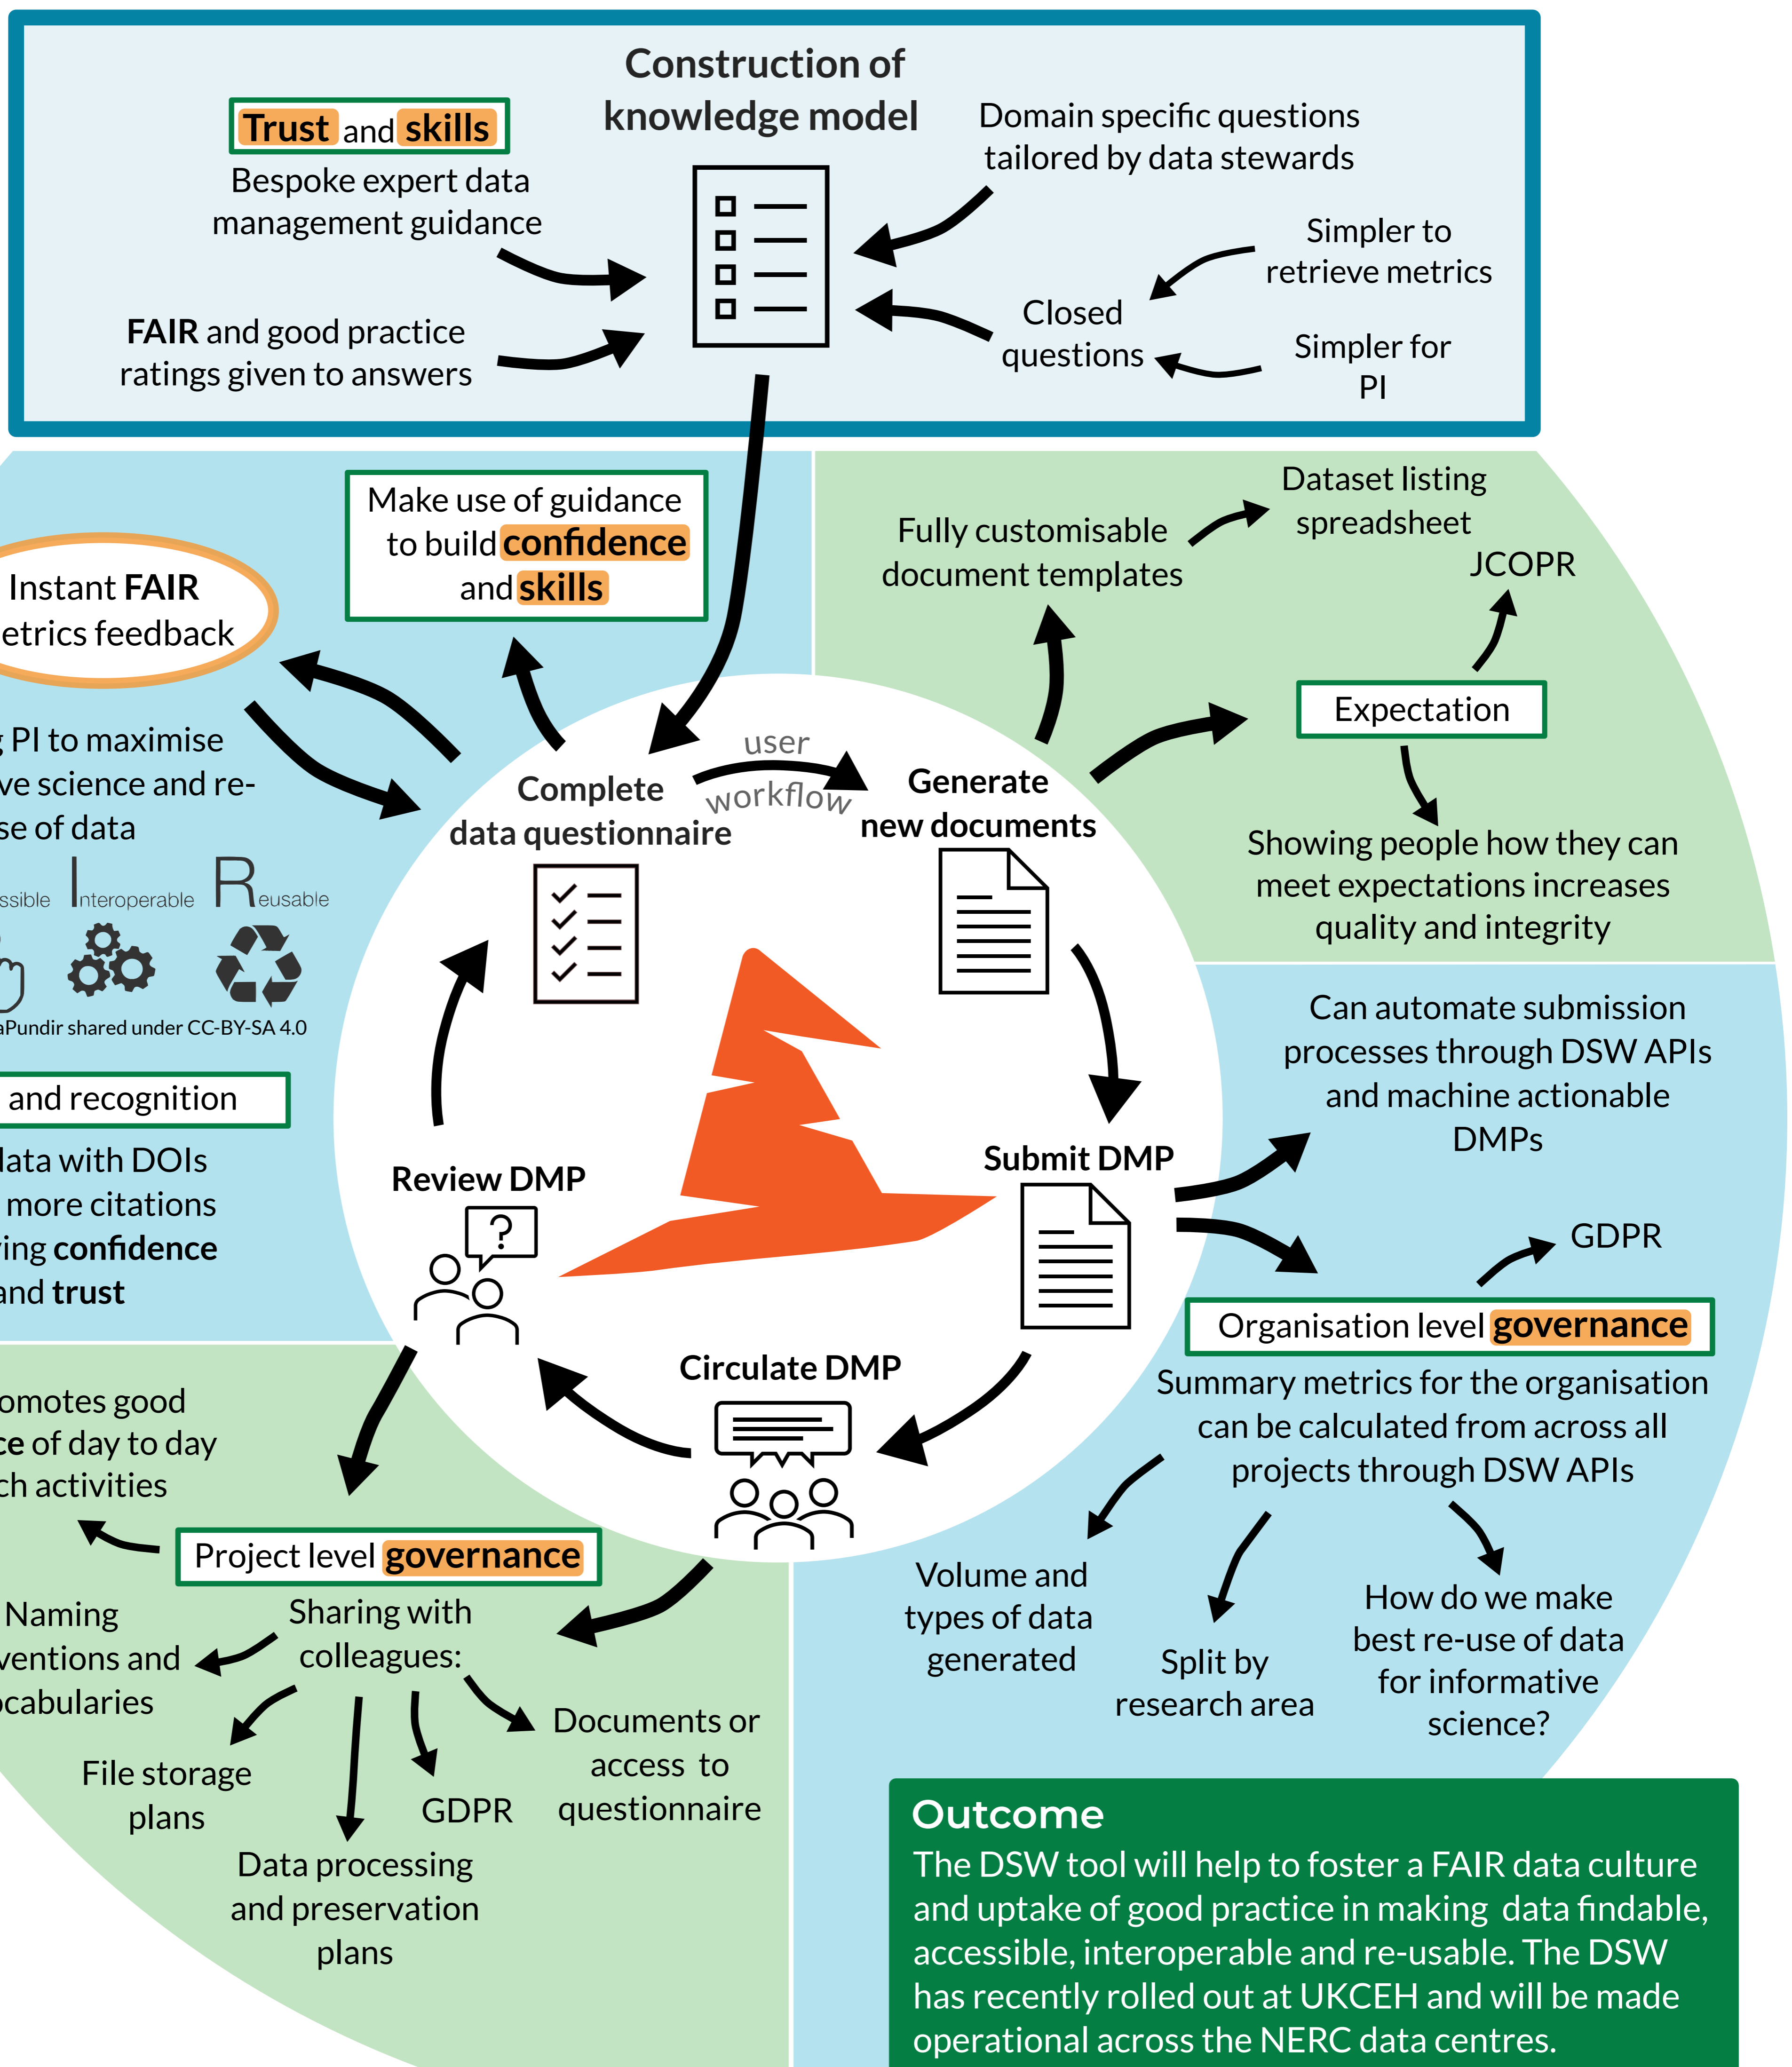 Construction of
knowledge model
Trust and skills
Bespoke expert data
management guidance
FAIR and good practice
ratings given to answers
Domain specific questions
tailored by data stewards
Simpler to
retrieve metrics
Closed
questions
Simpler for
PI
Make use of guidance
to build confidence
and skills
Instant FAIR
etrics feedback
PI to maximise
ve science and re-
se of data
ssible Interoperable Reusable
aPundir shared under CC-BY-SA 4.0
and recognition
data with DOIs
more citations
ving confidence
and trust
Fully customisable
document templates
Dataset listing
spreadsheet
JCOPR
Expectation
Showing people how they can
meet expectations increases
quality and integrity
user
workflow
Complete
data questionnaire
Generate
new documents
Submit DMP
Circulate DMP
Review DMP
Can automate submission
processes through DSW APIs
and machine actionable
DMPs
GDPR
Organisation level governance
Summary metrics for the organisation
can be calculated from across all
projects through DSW APIs
Volume and
types of data
generated
Split by
research area
How do we make
best re-use of data
for informative
science?
omotes good
ce of day to day
ch activities
Project level governance
Sharing with
colleagues:
Naming
ventions and
ocabularies
File storage
plans
Data processing
and preservation
plans
GDPR
Documents or
access to
questionnaire
Outcome
The DSW tool will help to foster a FAIR data culture
and uptake of good practice in making data findable,
accessible, interoperable and re-usable. The DSW
has recently rolled out at UKCEH and will be made
operational across the NERC data centres.